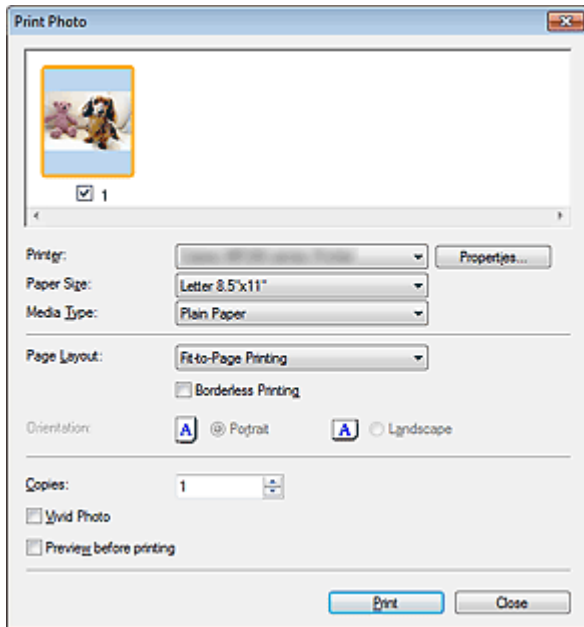 Print Photo
1
Printer:
Properties...
Paper Size:
Letter 8.5"x11"
Media Type:
Plain Paper
Page Layout:
Fit-to-Page Printing
Borderless Printing
Orientation:
A Portrait
A Landscape
Copies:
1
Vivid Photo
Preview before printing
Print
Close